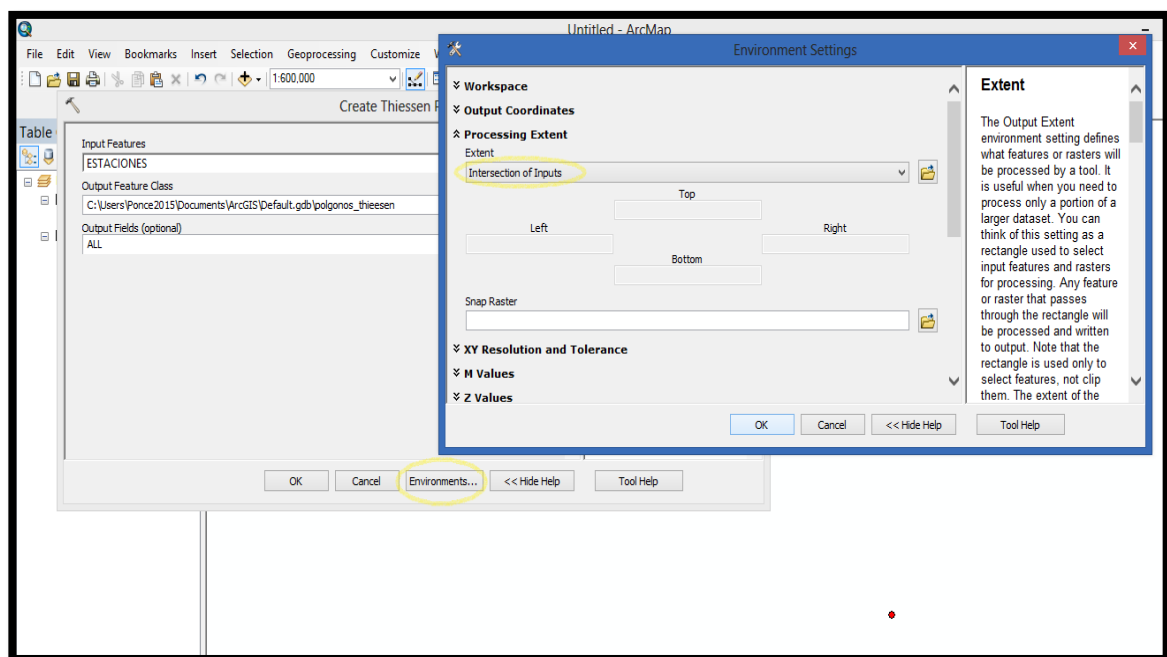 Untitled - ArcMap
File Edit View Bookmarks Insert Selection Geoprocessing Customize
1:600,000
Create Thiessen
Table
Input Features
ESTACIONES
Output Feature Class
C:\Users\Ponce2015\Documents\ArcGIS\Default.gdb\polgonos_thieesen
Output Fields (optional)
ALL
OK Cancel Environments... << Hide Help Tool Help
Environment Settings
Workspace
Output Coordinates
Processing Extent
Extent
Intersection of Inputs
Top
Left Right
Bottom
Snap Raster
XY Resolution and Tolerance
M Values
Z Values
OK Cancel << Hide Help Tool Help
Extent
The Output Extent
environment setting defines
what features or rasters will
be processed by a tool. It
is useful when you need to
process only a portion of a
larger dataset. You can
think of this setting as a
rectangle used to select
input features and rasters
for processing. Any feature
or raster that passes
through the rectangle will
be processed and written
to output. Note that the
rectangle is used only to
select features, not clip
them. The extent of the